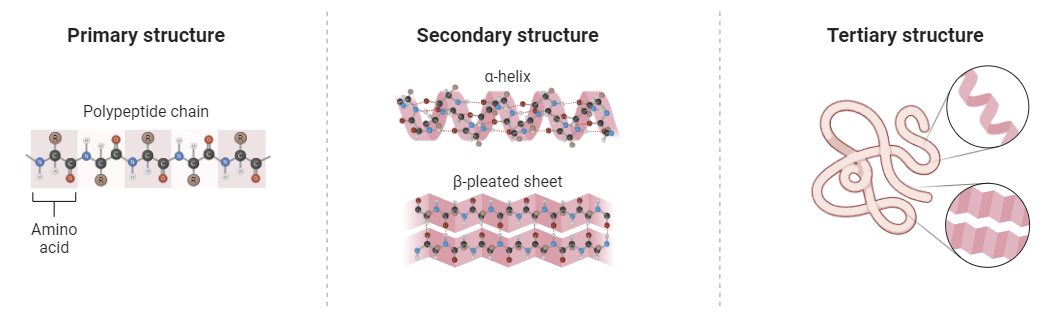 Primary structure
Secondary structure
Tertiary structure
Polypeptide chain
R
H
O
R
H
O
R
N
C
C
N
C
C
N
C
C
N
C
C
N
C
C
H
H
O
R
H
H
O
R
H
H
O
Amino
acid
α-helix
β-pleated sheet